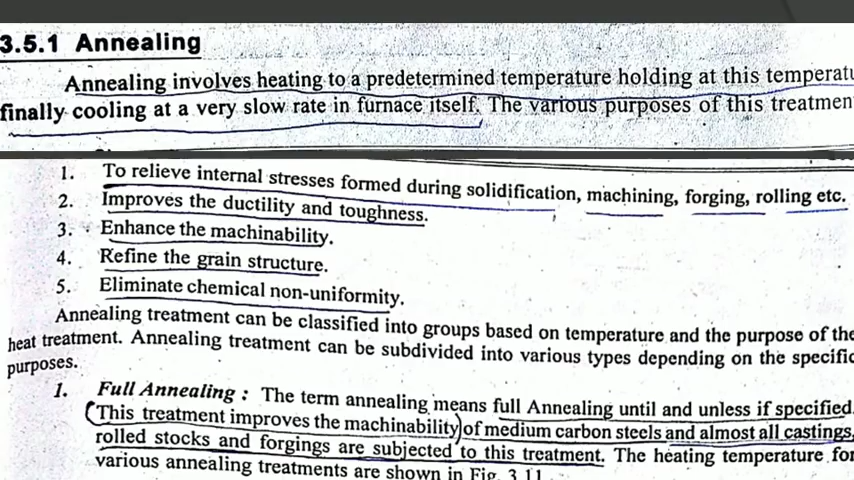 3.5.1 Annealing
Annealing involves heating to a predetermined temperature holding at this temperatu
finally cooling at a very slow rate in furnace itself. The various purposes of this treatmen
1. To relieve internal stresses formed during solidification, machining, forging, rolling etc.
2. Improves the ductility and toughness.
3. Enhance the machinability.
4. Refine the grain structure.
5. Eliminate chemical non-uniformity.
Annealing treatment can be classified into groups based on temperature and the purpose of the
heat treatment. Annealing treatment can be subdivided into various types depending on the specific
purposes.
1. Full Annealing : The term annealing means full Annealing until and unless if specified.
(This treatment improves the machinability) of medium carbon steels and almost all castings,
rolled stocks and forgings are subjected to this treatment. The heating temperature for
various annealing treatments are shown in Fig. 3.11